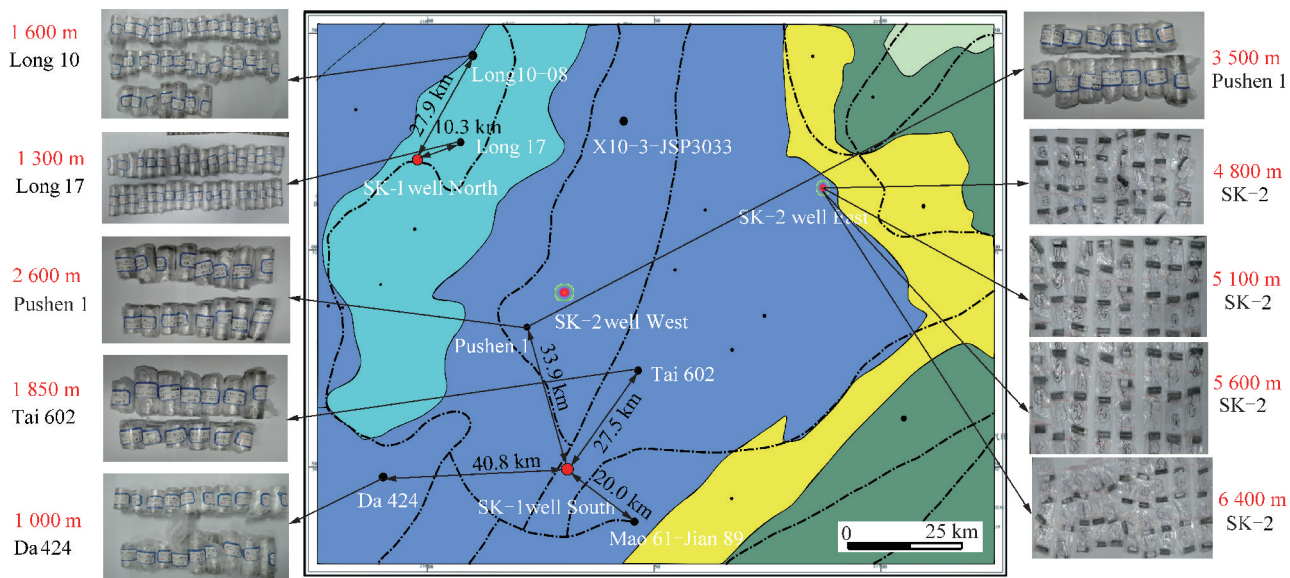 1 600 m
Long 10
1 300 m
Long 17
2 600 m
Pushen 1
1 850 m
Tai 602
1 000 m
Da 424
Long10-08
27.9 km
10.3 km
Long 17
SK-1well North
X10-3-JSP3033
SK-2 well East
SK-2well West
Pushen 1
33.9 km
Tai 602
27.5 km
40.8 km
Da 424
SK-1well South
20.0 km
Mao 61-Jian 89
0 25 km
3 500 m
Pushen 1
4 800 m
SK-2
5 100 m
SK-2
5 600 m
SK-2
6 400 m
SK-2